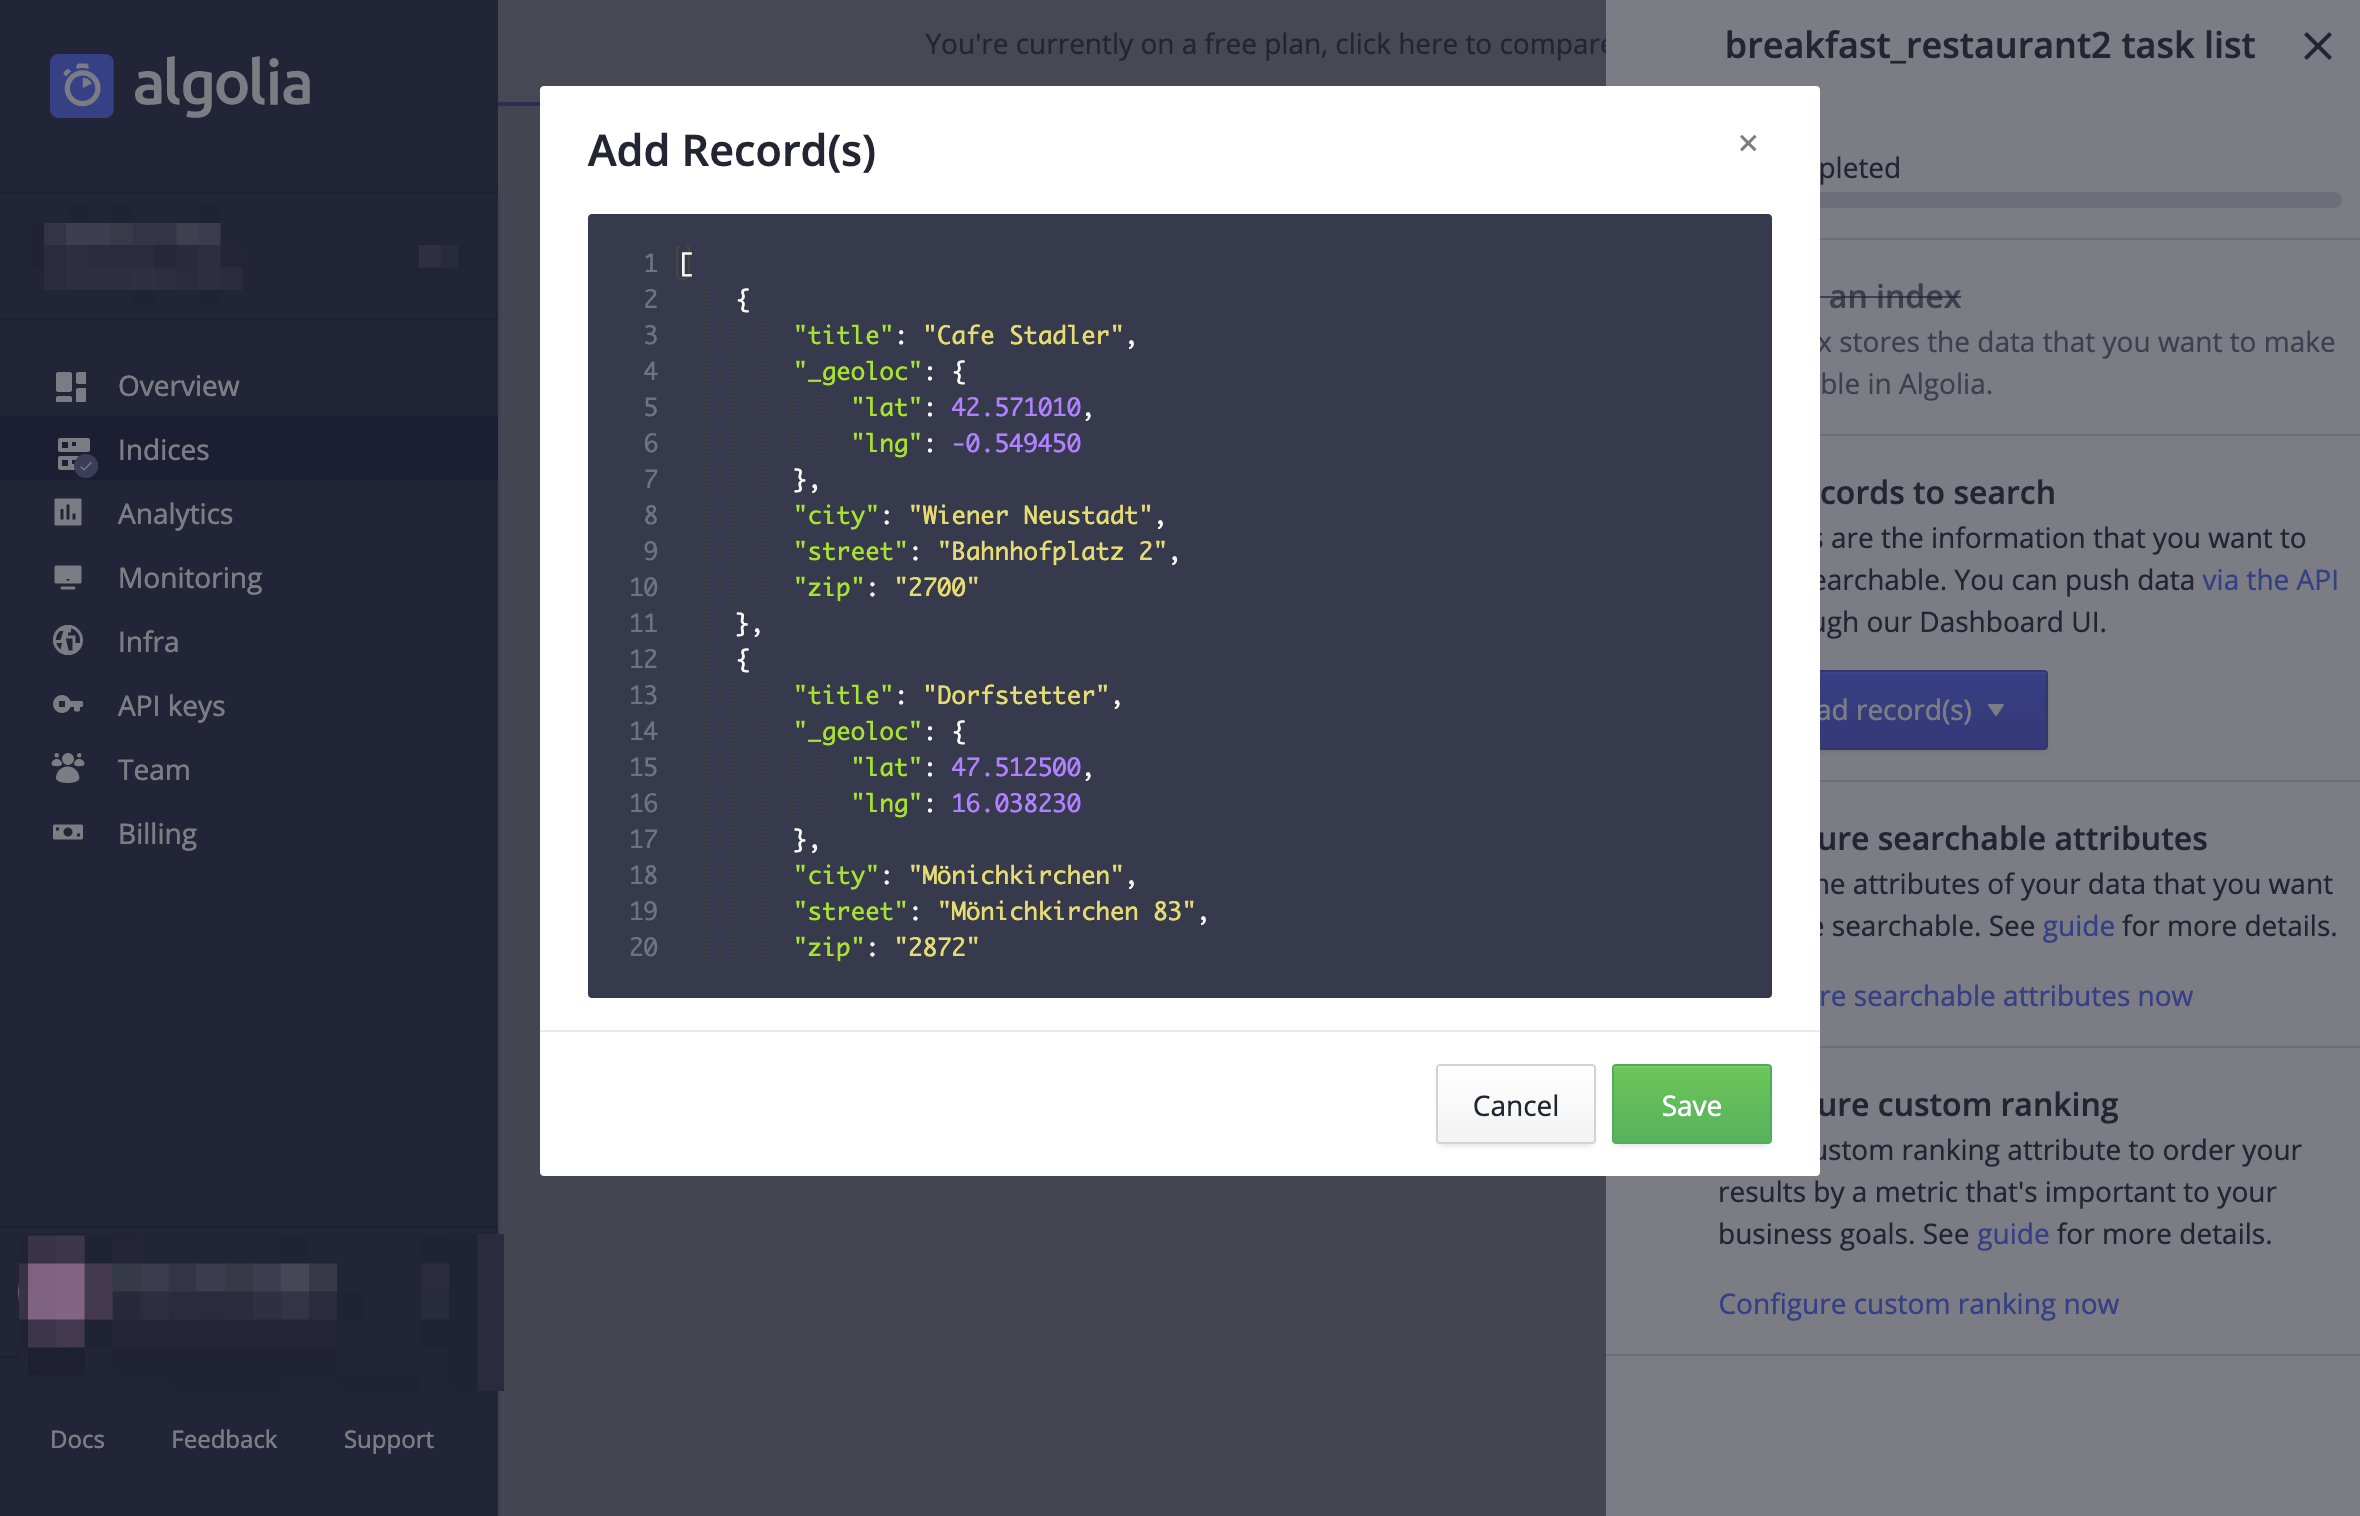 algolia
Overview
Indices
Analytics
Monitoring
Infra
API keys
Team
Billing
Docs
Feedback
Support
You're currently on a free plan, click here to compare
Add Record(s)
×
1 [
2 {
3 "title": "Cafe Stadler",
4 "_geoloc": {
5 "lat": 42.571010,
6 "lng": -0.549450
7 },
8 "city": "Wiener Neustadt",
9 "street": "Bahnhofplatz 2",
10 "zip": "2700"
11 },
12 {
13 "title": "Dorfstetter",
14 "_geoloc": {
15 "lat": 47.512500,
16 "lng": 16.038230
17 },
18 "city": "Mönichkirchen",
19 "street": "Mönichkirchen 83",
20 "zip": "2872"
Cancel
Save
breakfast_restaurant2 task list
pleted
an index
x stores the data that you want to make
ble in Algolia.
cords to search
s are the information that you want to
earchable. You can push data via the API
ugh our Dashboard UI.
ad record(s)
ure searchable attributes
he attributes of your data that you want
e searchable. See guide for more details.
re searchable attributes now
ure custom ranking
ustom ranking attribute to order your
results by a metric that's important to your
business goals. See guide for more details.
Configure custom ranking now